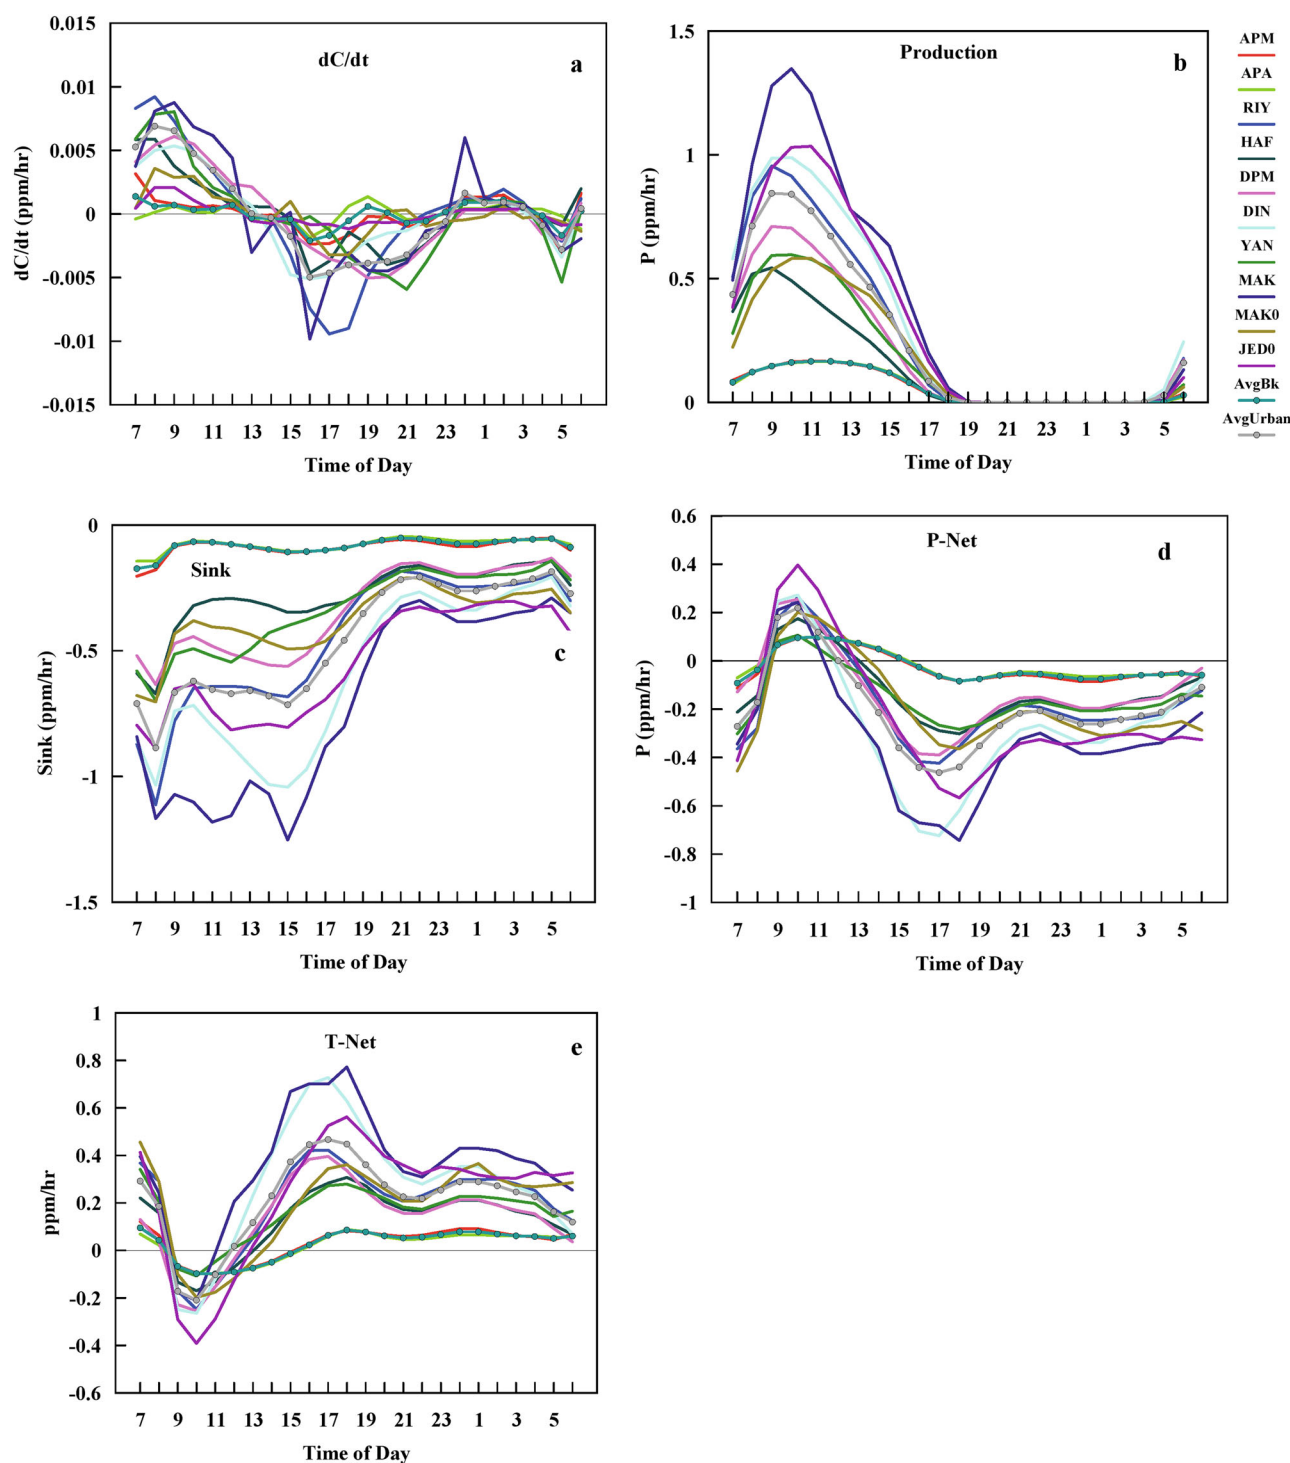 dC/dt
a
dC/dt (ppm/hr)
0.015
0.01
0.005
0
-0.005
-0.01
-0.015
7 9 11 13 15 17 19 21 23 1 3 5
Time of Day
Production
b
P (ppm/hr)
1.5
1
0.5
0
7 9 11 13 15 17 19 21 23 1 3 5
Time of Day
APM
APA
RIY
HAF
DPM
DIN
YAN
MAK
MAK0
JED0
AvgBk
AvgUrban
Sink
c
Sink (ppm/hr)
0
-0.5
-1
-1.5
7 9 11 13 15 17 19 21 23 1 3 5
Time of Day
P-Net
d
P (ppm/hr)
0.6
0.4
0.2
0
-0.2
-0.4
-0.6
-0.8
-1
7 9 11 13 15 17 19 21 23 1 3 5
Time of Day
T-Net
e
ppm/hr
1
0.8
0.6
0.4
0.2
0
-0.2
-0.4
-0.6
7 9 11 13 15 17 19 21 23 1 3 5
Time of Day